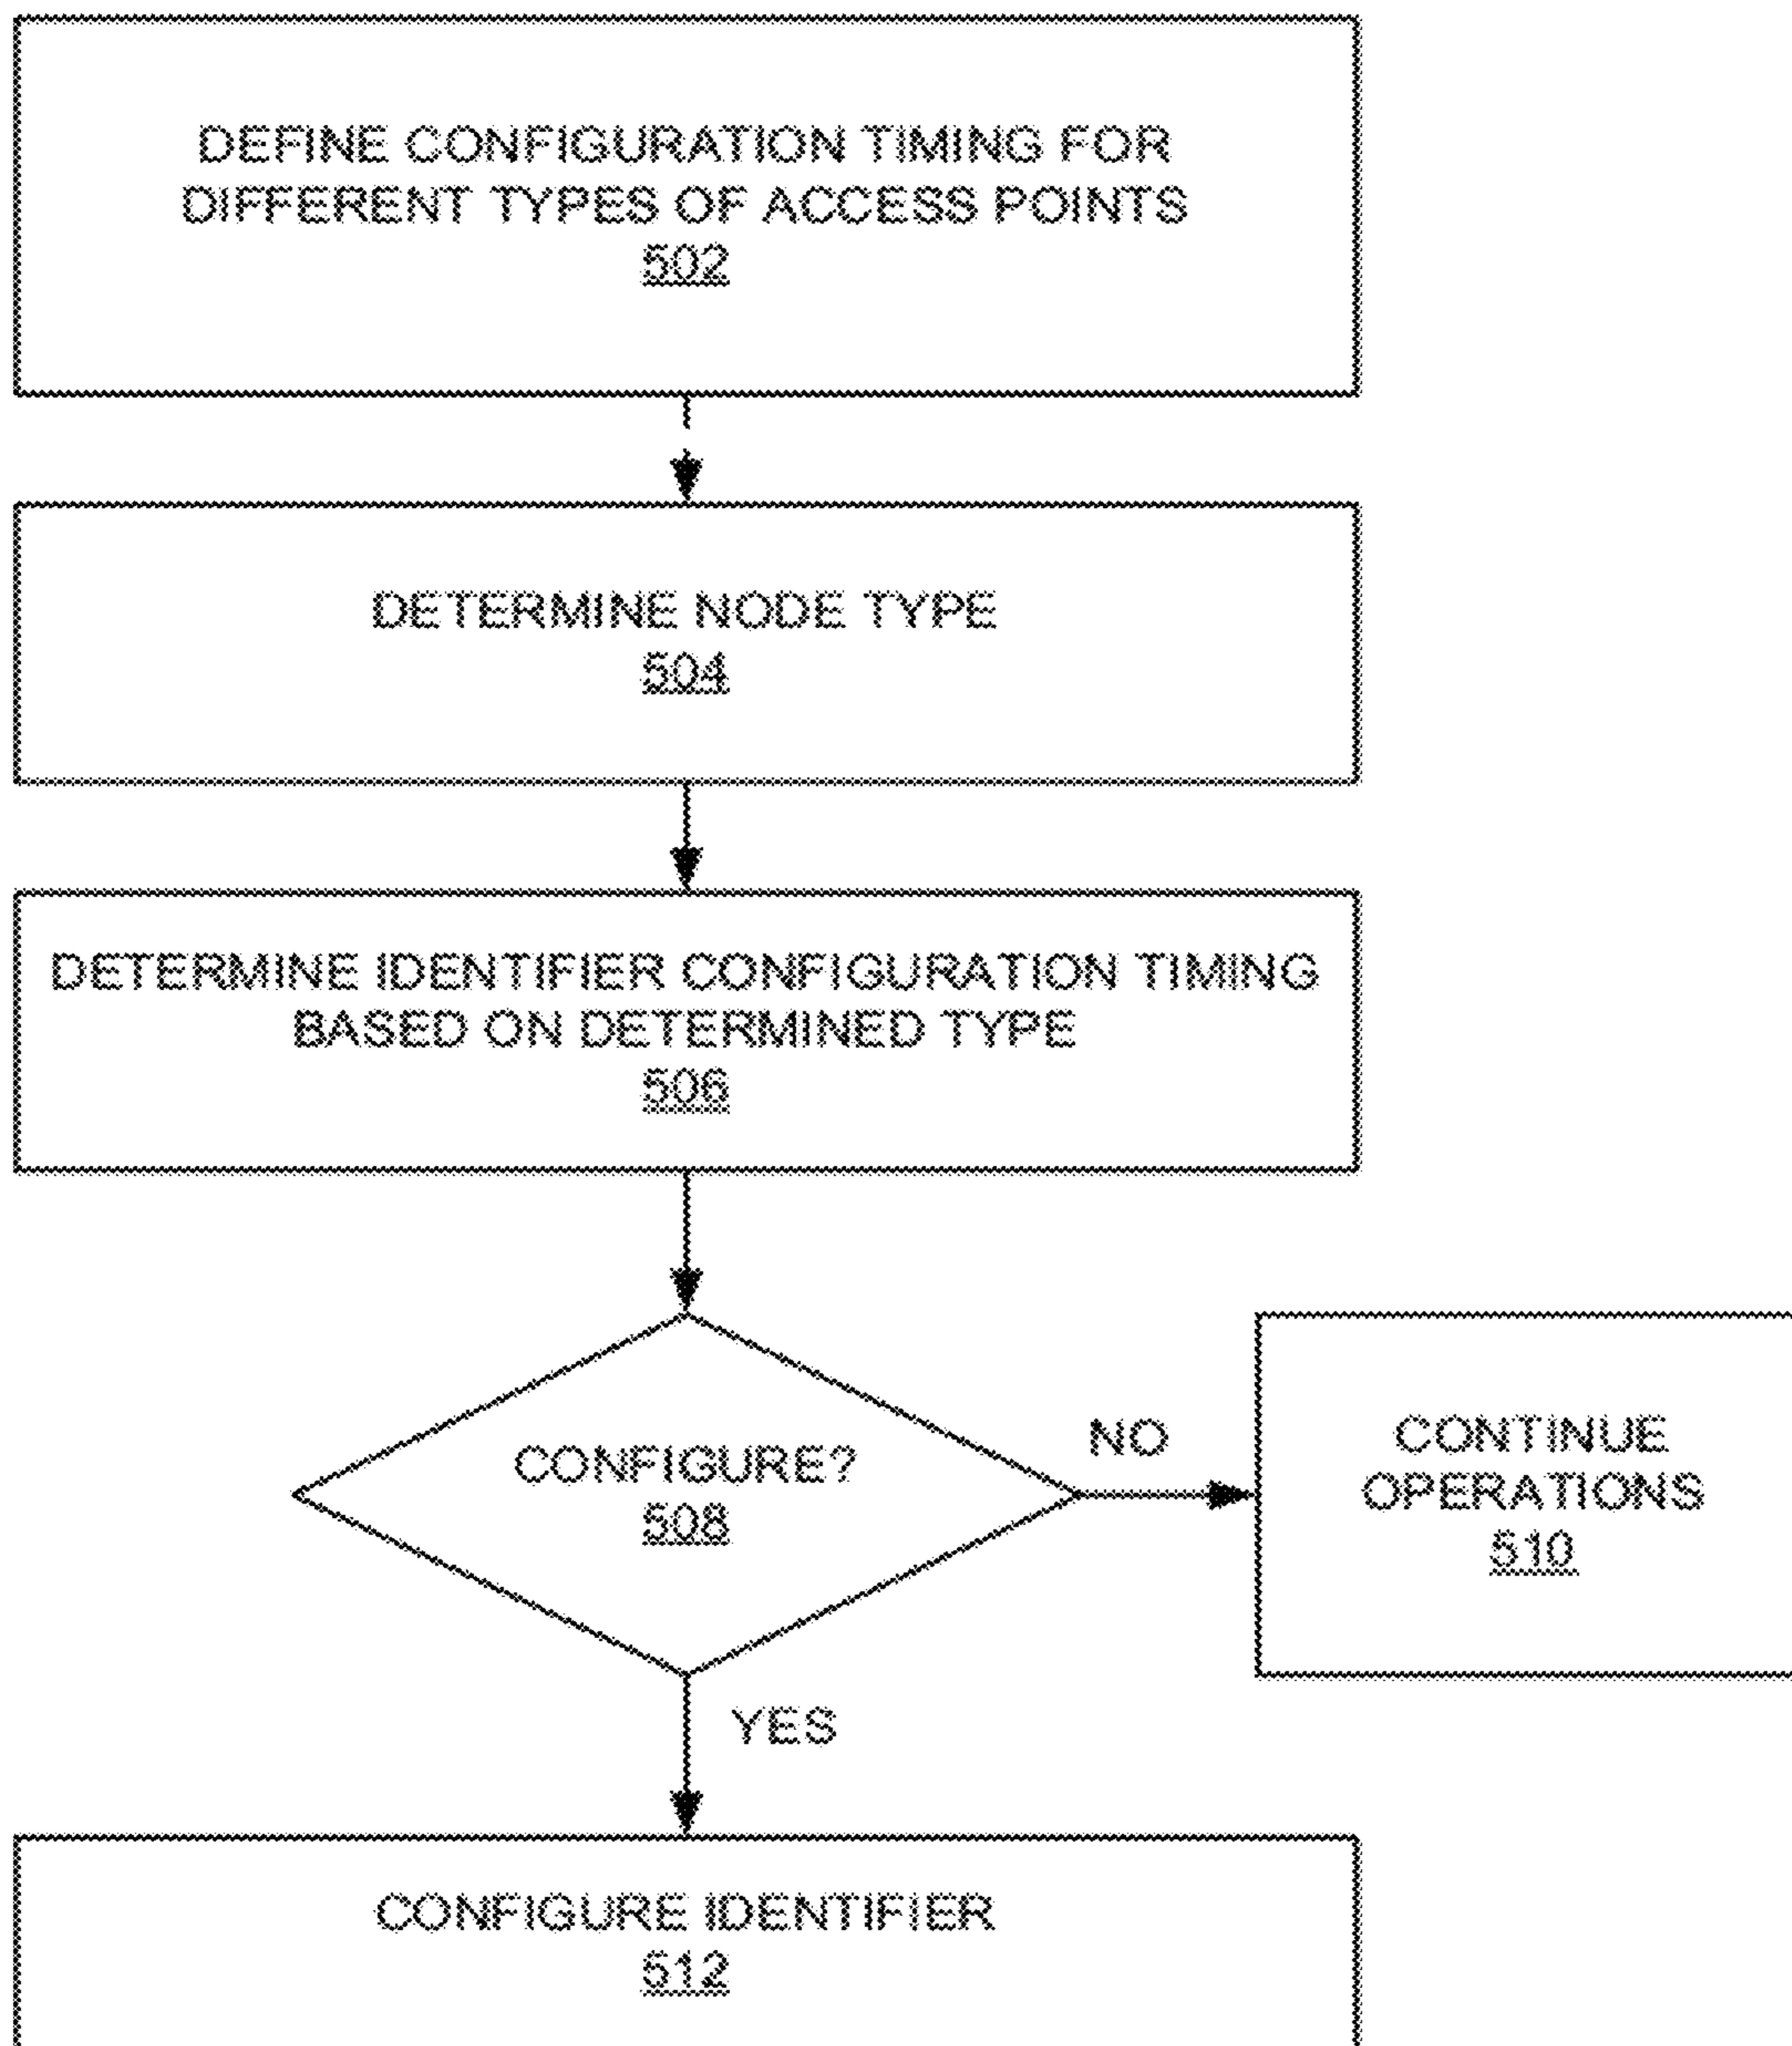 DEFINE CONFIGURATION TIMING FOR
DIFFERENT TYPES OF ACCESS POINTS
502
DETERMINE NODE TYPE
504
DETERMINE IDENTIFIER CONFIGURATION TIMING
BASED ON DETERMINED TYPE
506
CONFIGURE?
508
NO
CONTINUE
OPERATIONS
510
YES
CONFIGURE IDENTIFIER
512